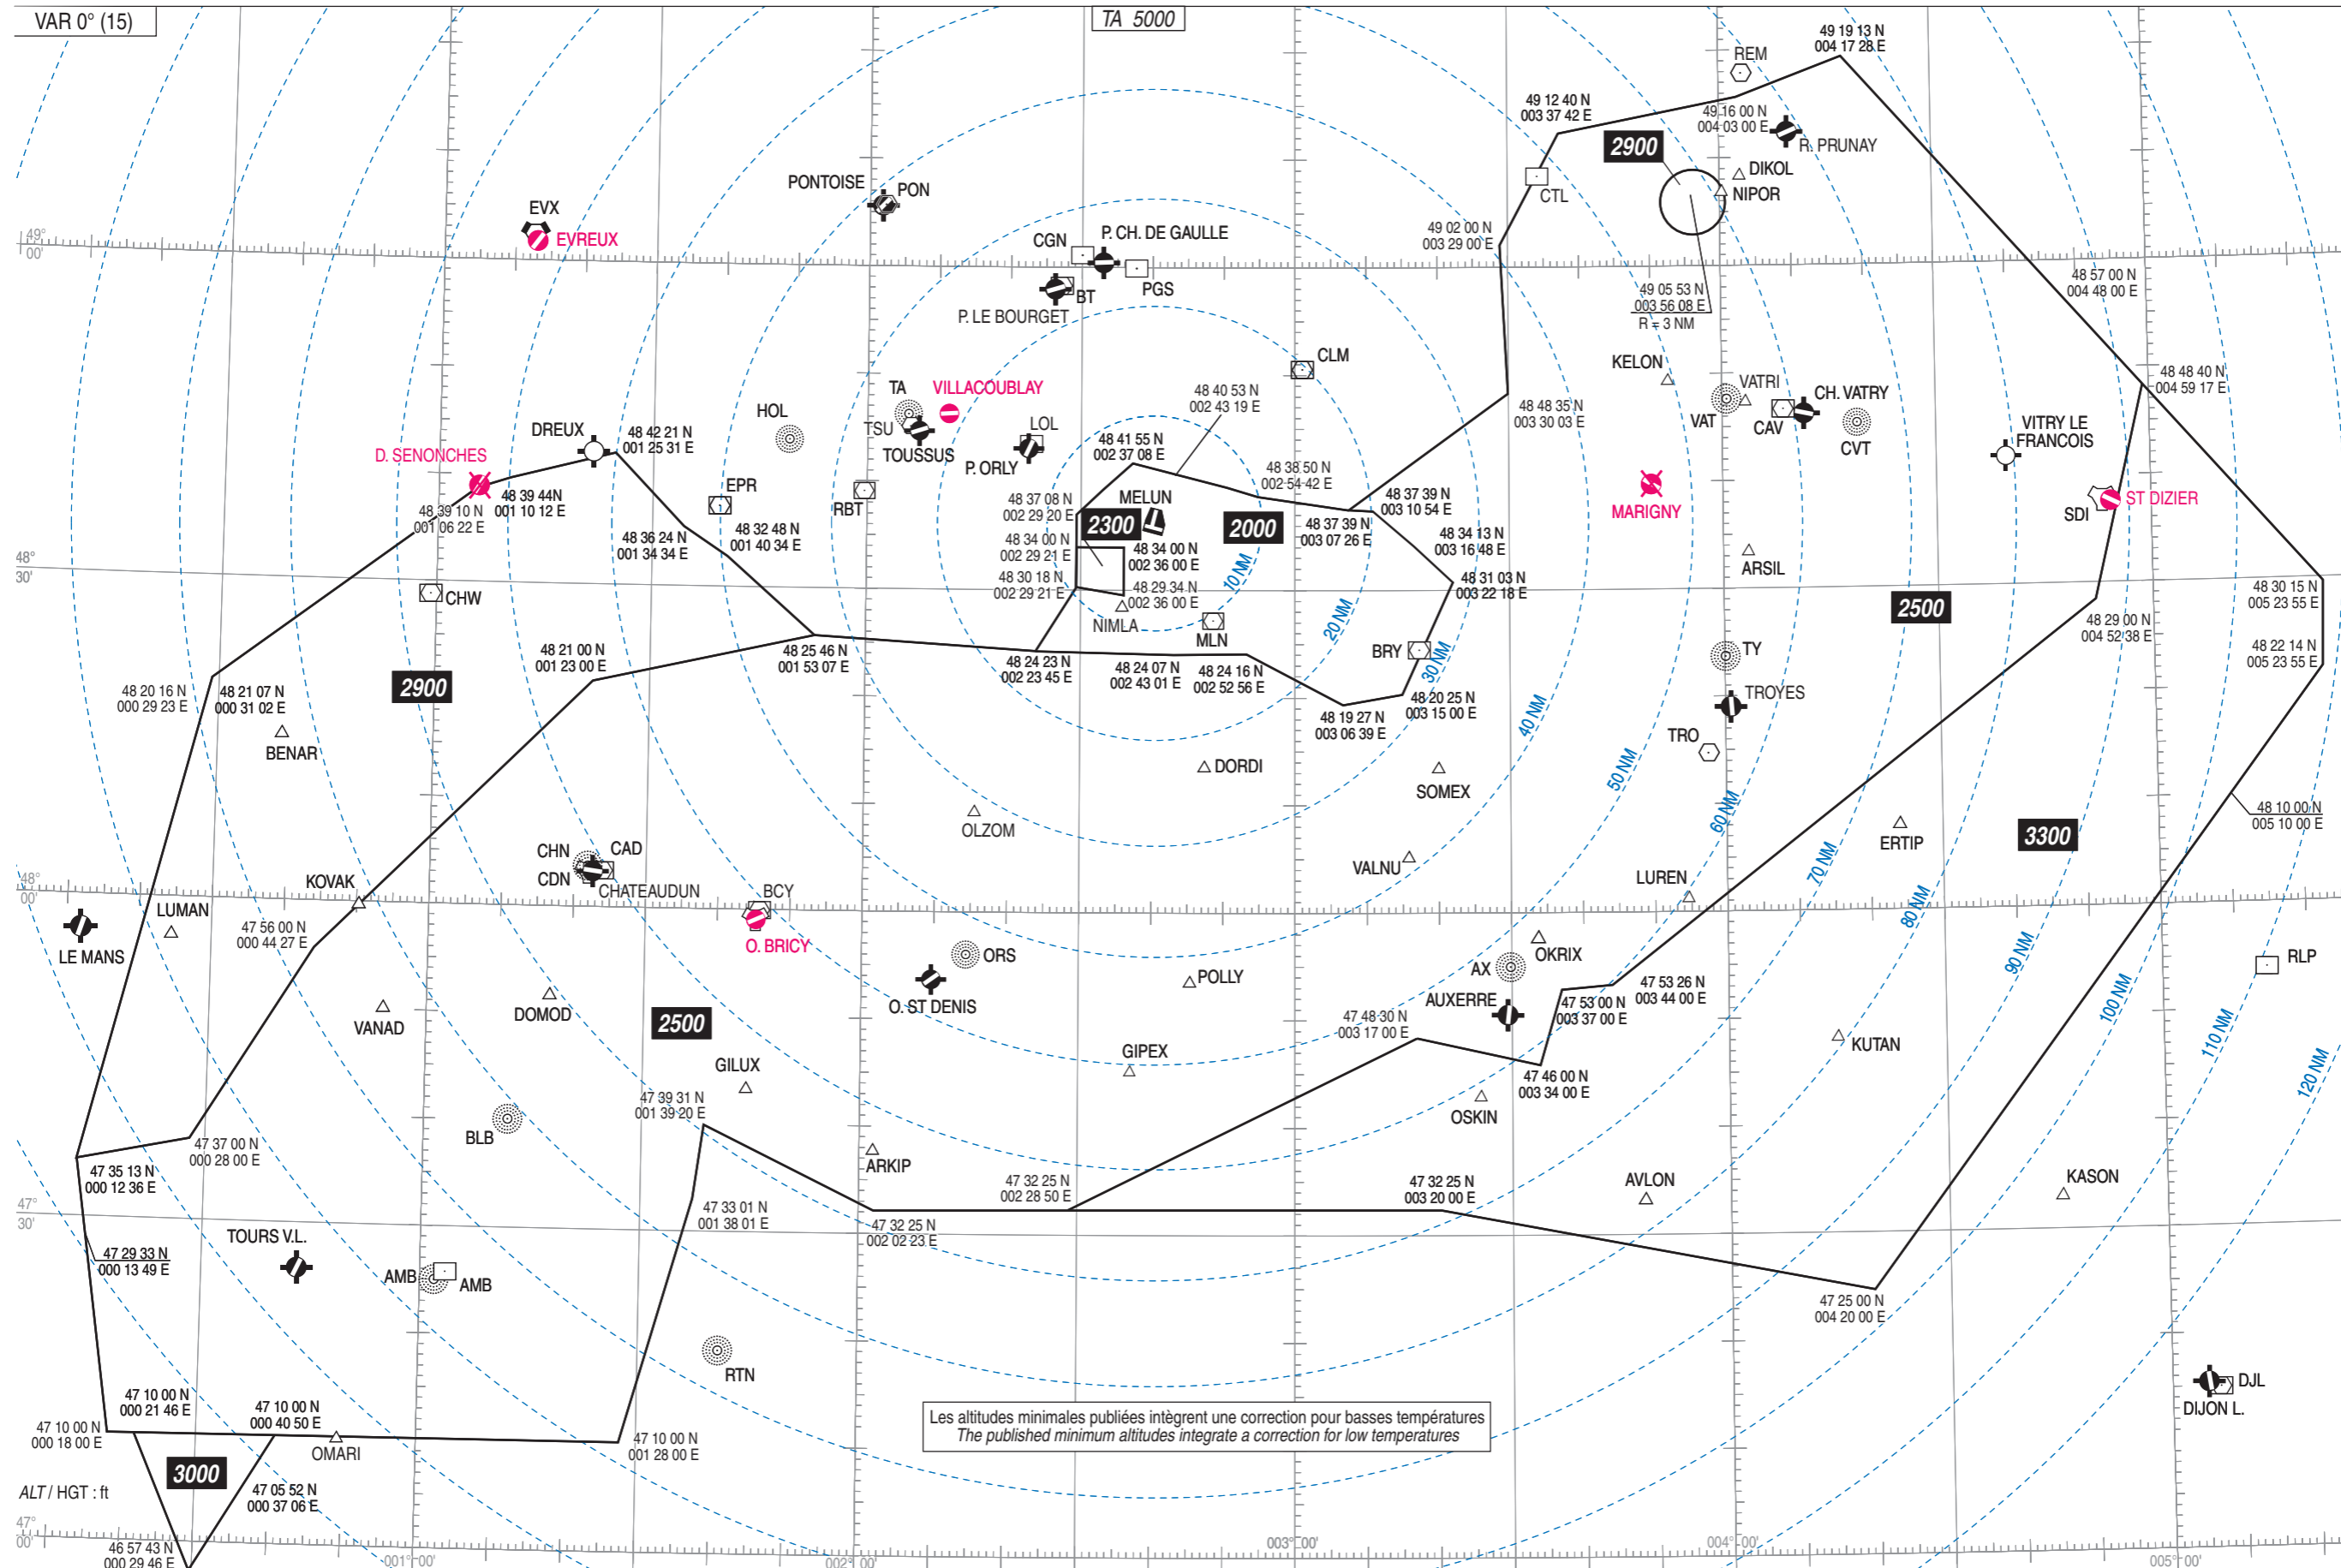 VAR 0° (15)
TA 5000
49 19 13 N
004 17 28 E
REM
49 12 40 N
003 37 42 E
49 16 00 N
004 03 00 E
2900
R. PRUNAY
DIKOL
NIPOR
CTL
PONTOISE
PON
EVX
EVREUX
49°
00'
CGN
P. CH. DE GAULLE
PGS
BT
P. LE BOURGET
49 02 00 N
003 29 00 E
49 05 53 N
003 56 08 E
R = 3 NM
48 57 00 N
004 48 00 E
CLM
KELON
VATRI
VAT
CAV
CH. VATRY
CVT
48 48 40 N
004 59 17 E
VITRY LE
FRANCOIS
48 48 35 N
003 30 03 E
48 40 53 N
002 43 19 E
TA
VILLACOUBLAY
HOL
TSU
TOUSSUS
LOL
P. ORLY
DREUX
48 42 21 N
001 25 31 E
D. SENONCHES
48 39 44N
001 10 12 E
48 39 10 N
001 06 22 E
EPR
RBT
48 36 24 N
001 34 34 E
48 32 48 N
001 40 34 E
48 41 55 N
002 37 08 E
48 38 50 N
002 54 42 E
48 37 08 N
002 29 20 E
MELUN
2300
2000
48 37 39 N
003 10 54 E
48 37 39 N
003 07 26 E
48 34 13 N
003 16 48 E
48 34 00 N
002 29 21 E
48 34 00 N
002 36 00 E
48 30 18 N
002 29 21 E
48 29 34 N
002 36 00 E
NIMLA
10 NM
48 31 03 N
003 22 18 E
MARIGNY
ARSIL
SDI
ST DIZIER
48°
30'
CHW
20 NM
MLN
BRY
30 NM
2500
48 30 15 N
005 23 55 E
48 29 00 N
004 52 38 E
48 22 14 N
005 23 55 E
TY
TROYES
TRO
48 21 00 N
001 23 00 E
48 25 46 N
001 53 07 E
48 24 23 N
002 23 45 E
48 24 07 N
002 43 01 E
48 24 16 N
002 52 56 E
48 20 25 N
003 15 00 E
48 19 27 N
003 06 39 E
48 20 16 N
000 29 23 E
48 21 07 N
000 31 02 E
2900
BENAR
40 NM
50 NM
60 NM
DORDI
SOMEX
OLZOM
VALNU
48 10 00 N
005 10 00 E
ERTIP
3300
70 NM
CHN
CAD
CDN
CHATEAUDUN
48°
00'
KOVAK
LUMAN
LE MANS
BCY
O. BRICY
LUREN
80 NM
47 56 00 N
000 44 27 E
ORS
O. ST DENIS
POLLY
AX
OKRIX
AUXERRE
90 NM
RLP
47 53 26 N
003 44 00 E
47 53 00 N
003 37 00 E
VANAD
DOMOD
2500
47 48 30 N
003 17 00 E
100 NM
110 NM
GILUX
GIPEX
KUTAN
47 46 00 N
003 34 00 E
120 NM
47 39 31 N
001 39 20 E
OSKIN
BLB
47 37 00 N
000 28 00 E
ARKIP
47 35 13 N
000 12 36 E
47 32 25 N
002 28 50 E
47 32 25 N
003 20 00 E
AVLON
KASON
47°
30'
47 33 01 N
001 38 01 E
47 32 25 N
002 02 23 E
TOURS V.L.
47 29 33 N
000 13 49 E
AMB
AMB
47 25 00 N
004 20 00 E
RTN
DJL
DIJON L.
47 10 00 N
000 21 46 E
47 10 00 N
000 40 50 E
47 10 00 N
000 18 00 E
OMARI
47 10 00 N
001 28 00 E
Les altitudes minimales publiées intègrent une correction pour basses températures
The published minimum altitudes integrate a correction for low temperatures
3000
ALT / HGT : ft
47 05 52 N
000 37 06 E
47°
00'
46 57 43 N
000 29 46 E
001° 00'
002° 00'
003° 00'
004° 00'
005° 00'